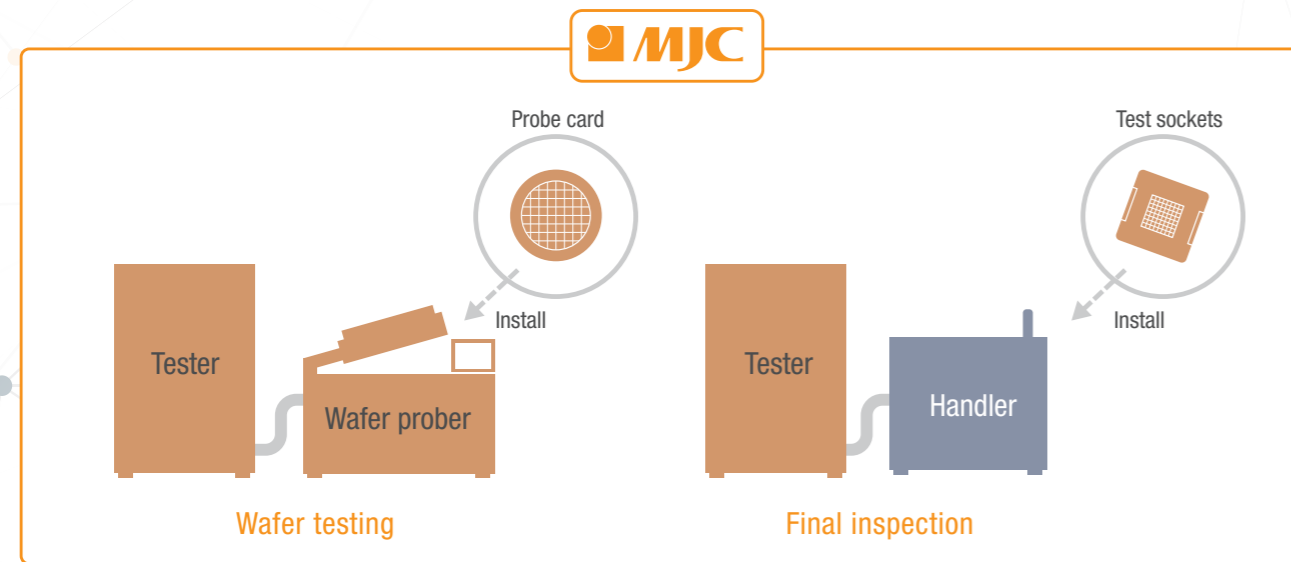 MJC
Probe card
Test sockets
Install
Install
Tester
Wafer prober
Tester
Handler
Wafer testing
Final inspection